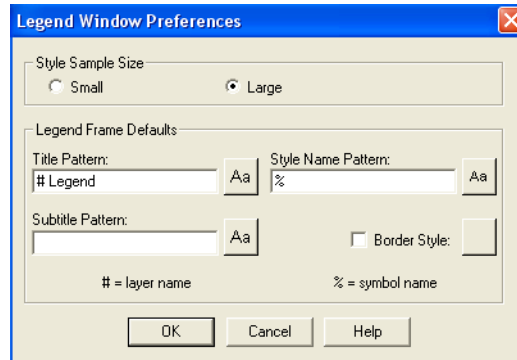 Legend Window Preferences
Style Sample Size
Small Large
Legend Frame Defaults
Title Pattern: Style Name Pattern:
# Legend Aa % Aa
Subtitle Pattern:
Aa Border Style:
# = layer name % = symbol name
OK Cancel Help